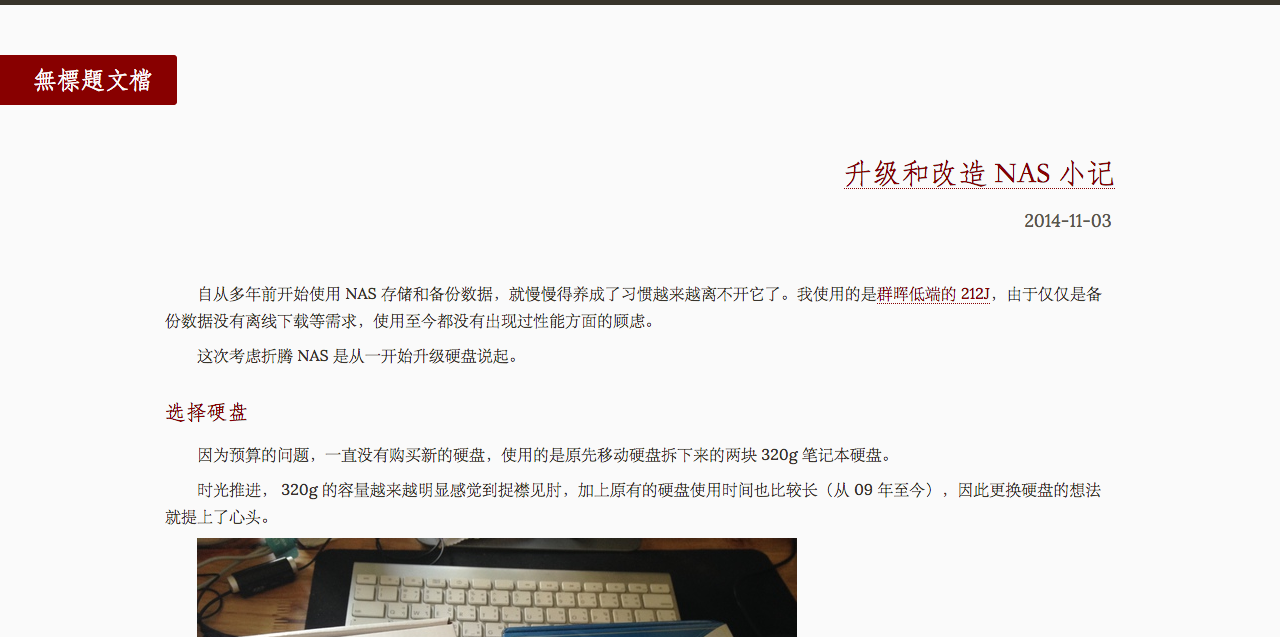 無標題文檔
升级和改造 NAS 小记
2014-11-03
自从多年前开始使用 NAS 存储和备份数据，就慢慢得养成了习惯越来越离不开它了。我使用的是群晖低端的 212J，由于仅仅是备
份数据没有离线下载等需求，使用至今都没有出现过性能方面的顾虑。
这次考虑折腾 NAS 是从一开始升级硬盘说起。
选择硬盘
因为预算的问题，一直没有购买新的硬盘，使用的是原先移动硬盘拆下来的两块 320g 笔记本硬盘。
时光推进， 320g 的容量越来越明显感觉到捉襟见肘，加上原有的硬盘使用时间也比较长（从 09 年至今），因此更换硬盘的想法
就提上了心头。